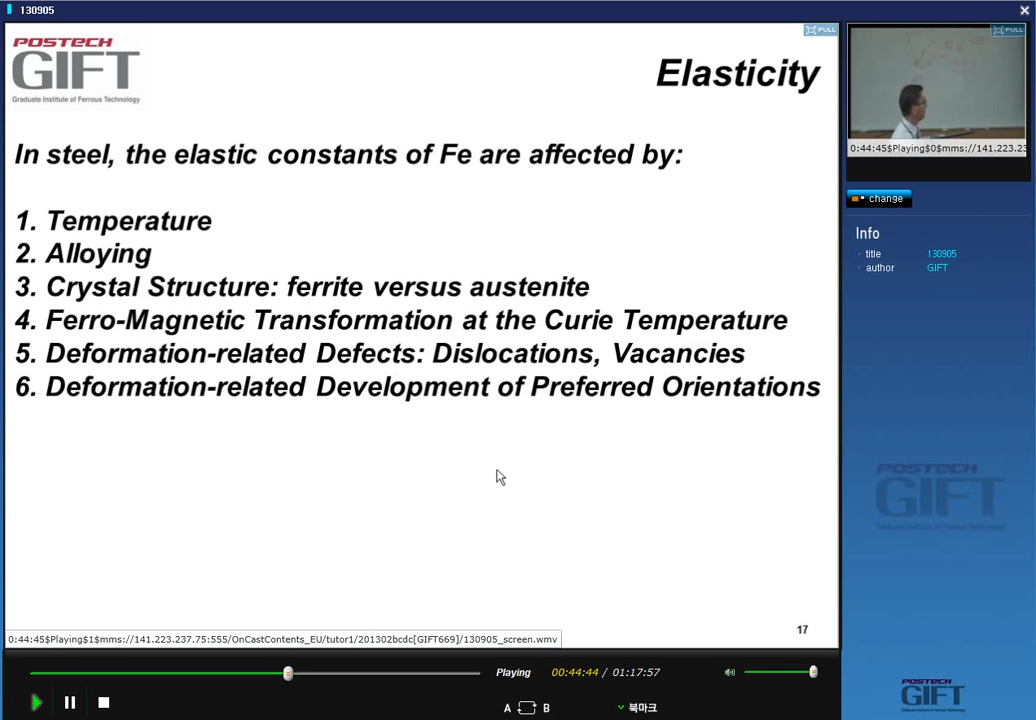 130905
POSTECH
GIFT
Graduate Institute of Ferrous Technology
FULL
Elasticity
In steel, the elastic constants of Fe are affected by:
1. Temperature
2. Alloying
3. Crystal Structure: ferrite versus austenite
4. Ferro-Magnetic Transformation at the Curie Temperature
5. Deformation-related Defects: Dislocations, Vacancies
6. Deformation-related Development of Preferred Orientations
17
0:44:45$Playing$1$mms://141.223.237.75:555/OnCastContents_EU/tutor1/201302bcdc[GIFT669]/130905_screen.wmv
Playing 00:44:44 / 01:17:57
A B 북마크
FULL
0:44:45$Playing$0$mms://141.223.23
change
Info
title 130905
author GIFT
POSTECH
GIFT
POSTECH
GIFT